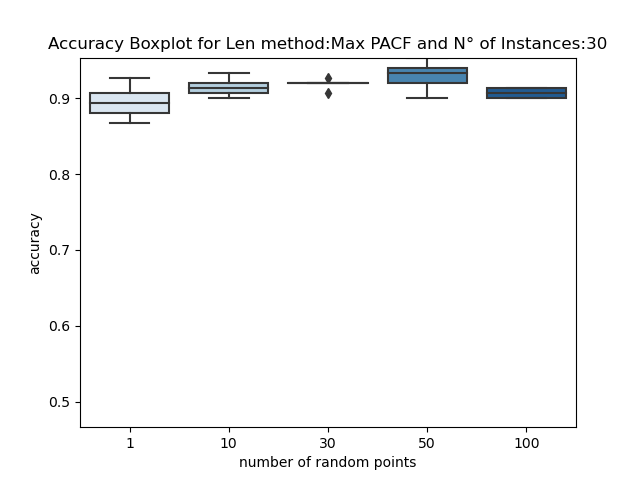 Accuracy Boxplot for Len method:Max PACF and N° of Instances:30
accuracy
0.9
0.8
0.7
0.6
0.5
1 10 30 50 100
number of random points